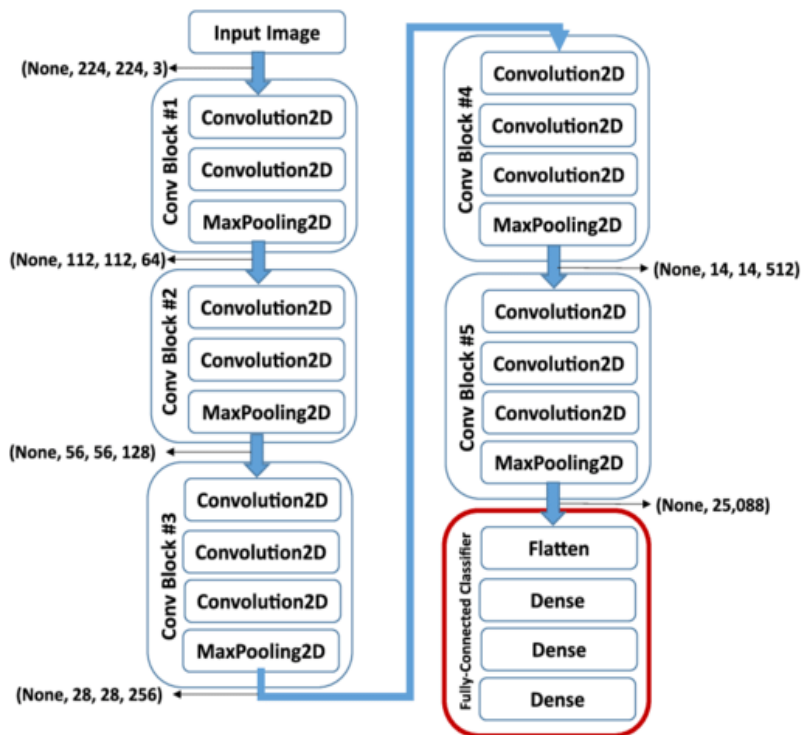 Input Image
(None, 224, 224, 3)
Conv Block #1
Convolution2D
Convolution2D
MaxPooling2D
(None, 112, 112, 64)
Conv Block #2
Convolution2D
Convolution2D
MaxPooling2D
(None, 56, 56, 128)
Conv Block #3
Convolution2D
Convolution2D
Convolution2D
MaxPooling2D
(None, 28, 28, 256)
Conv Block #4
Convolution2D
Convolution2D
Convolution2D
MaxPooling2D
(None, 14, 14, 512)
Conv Block #5
Convolution2D
Convolution2D
Convolution2D
MaxPooling2D
(None, 25,088)
Fully-Connected Classifier
Flatten
Dense
Dense
Dense